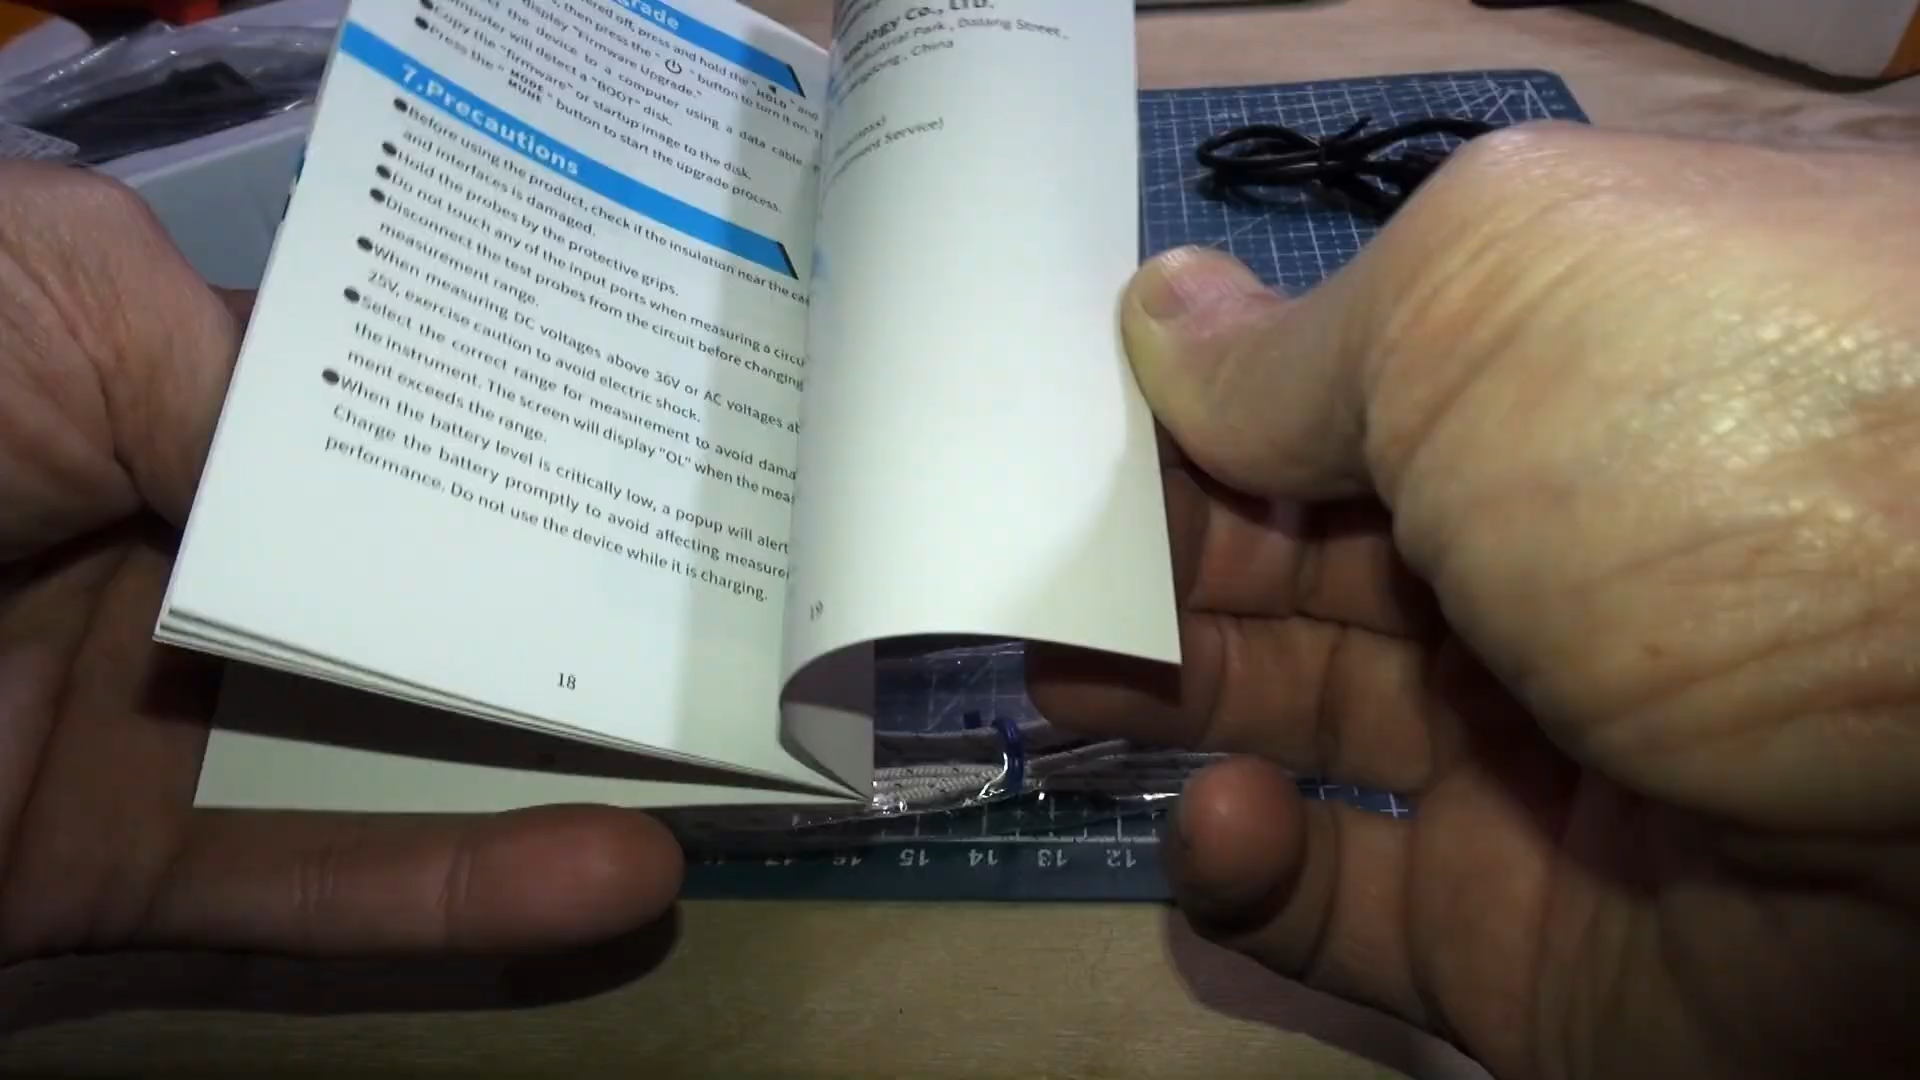 grade
ered off, press and hold the " HOLD " and
, then press the " " button to turn it on.
display "Firmware Upgrade."
the device to a computer using a data cable
mputer will detect a "BOOT" disk.
Copy the "firmware" or startup image to the disk.
Press the " MODE " button to start the upgrade process.
MUNE
7.Precautions
●Before using the product, check if the insulation near the ca
and interfaces is damaged.
●Hold the probes by the protective grips.
●Do not touch any of the input ports when measuring a circu
●Disconnect the test probes from the circuit before changing
measurement range.
●When measuring DC voltages above 36V or AC voltages ab
25V, exercise caution to avoid electric shock.
●Select the correct range for measurement to avoid dama
the instrument. The screen will display "OL" when the mea
ment exceeds the range.
●When the battery level is critically low, a popup will alert
Charge the battery promptly to avoid affecting measure
performance. Do not use the device while it is charging.
18
ology Co., LTD.
Industrial Park , Dalang Street,
, China
ment Service)
19
16
15
14
13
12